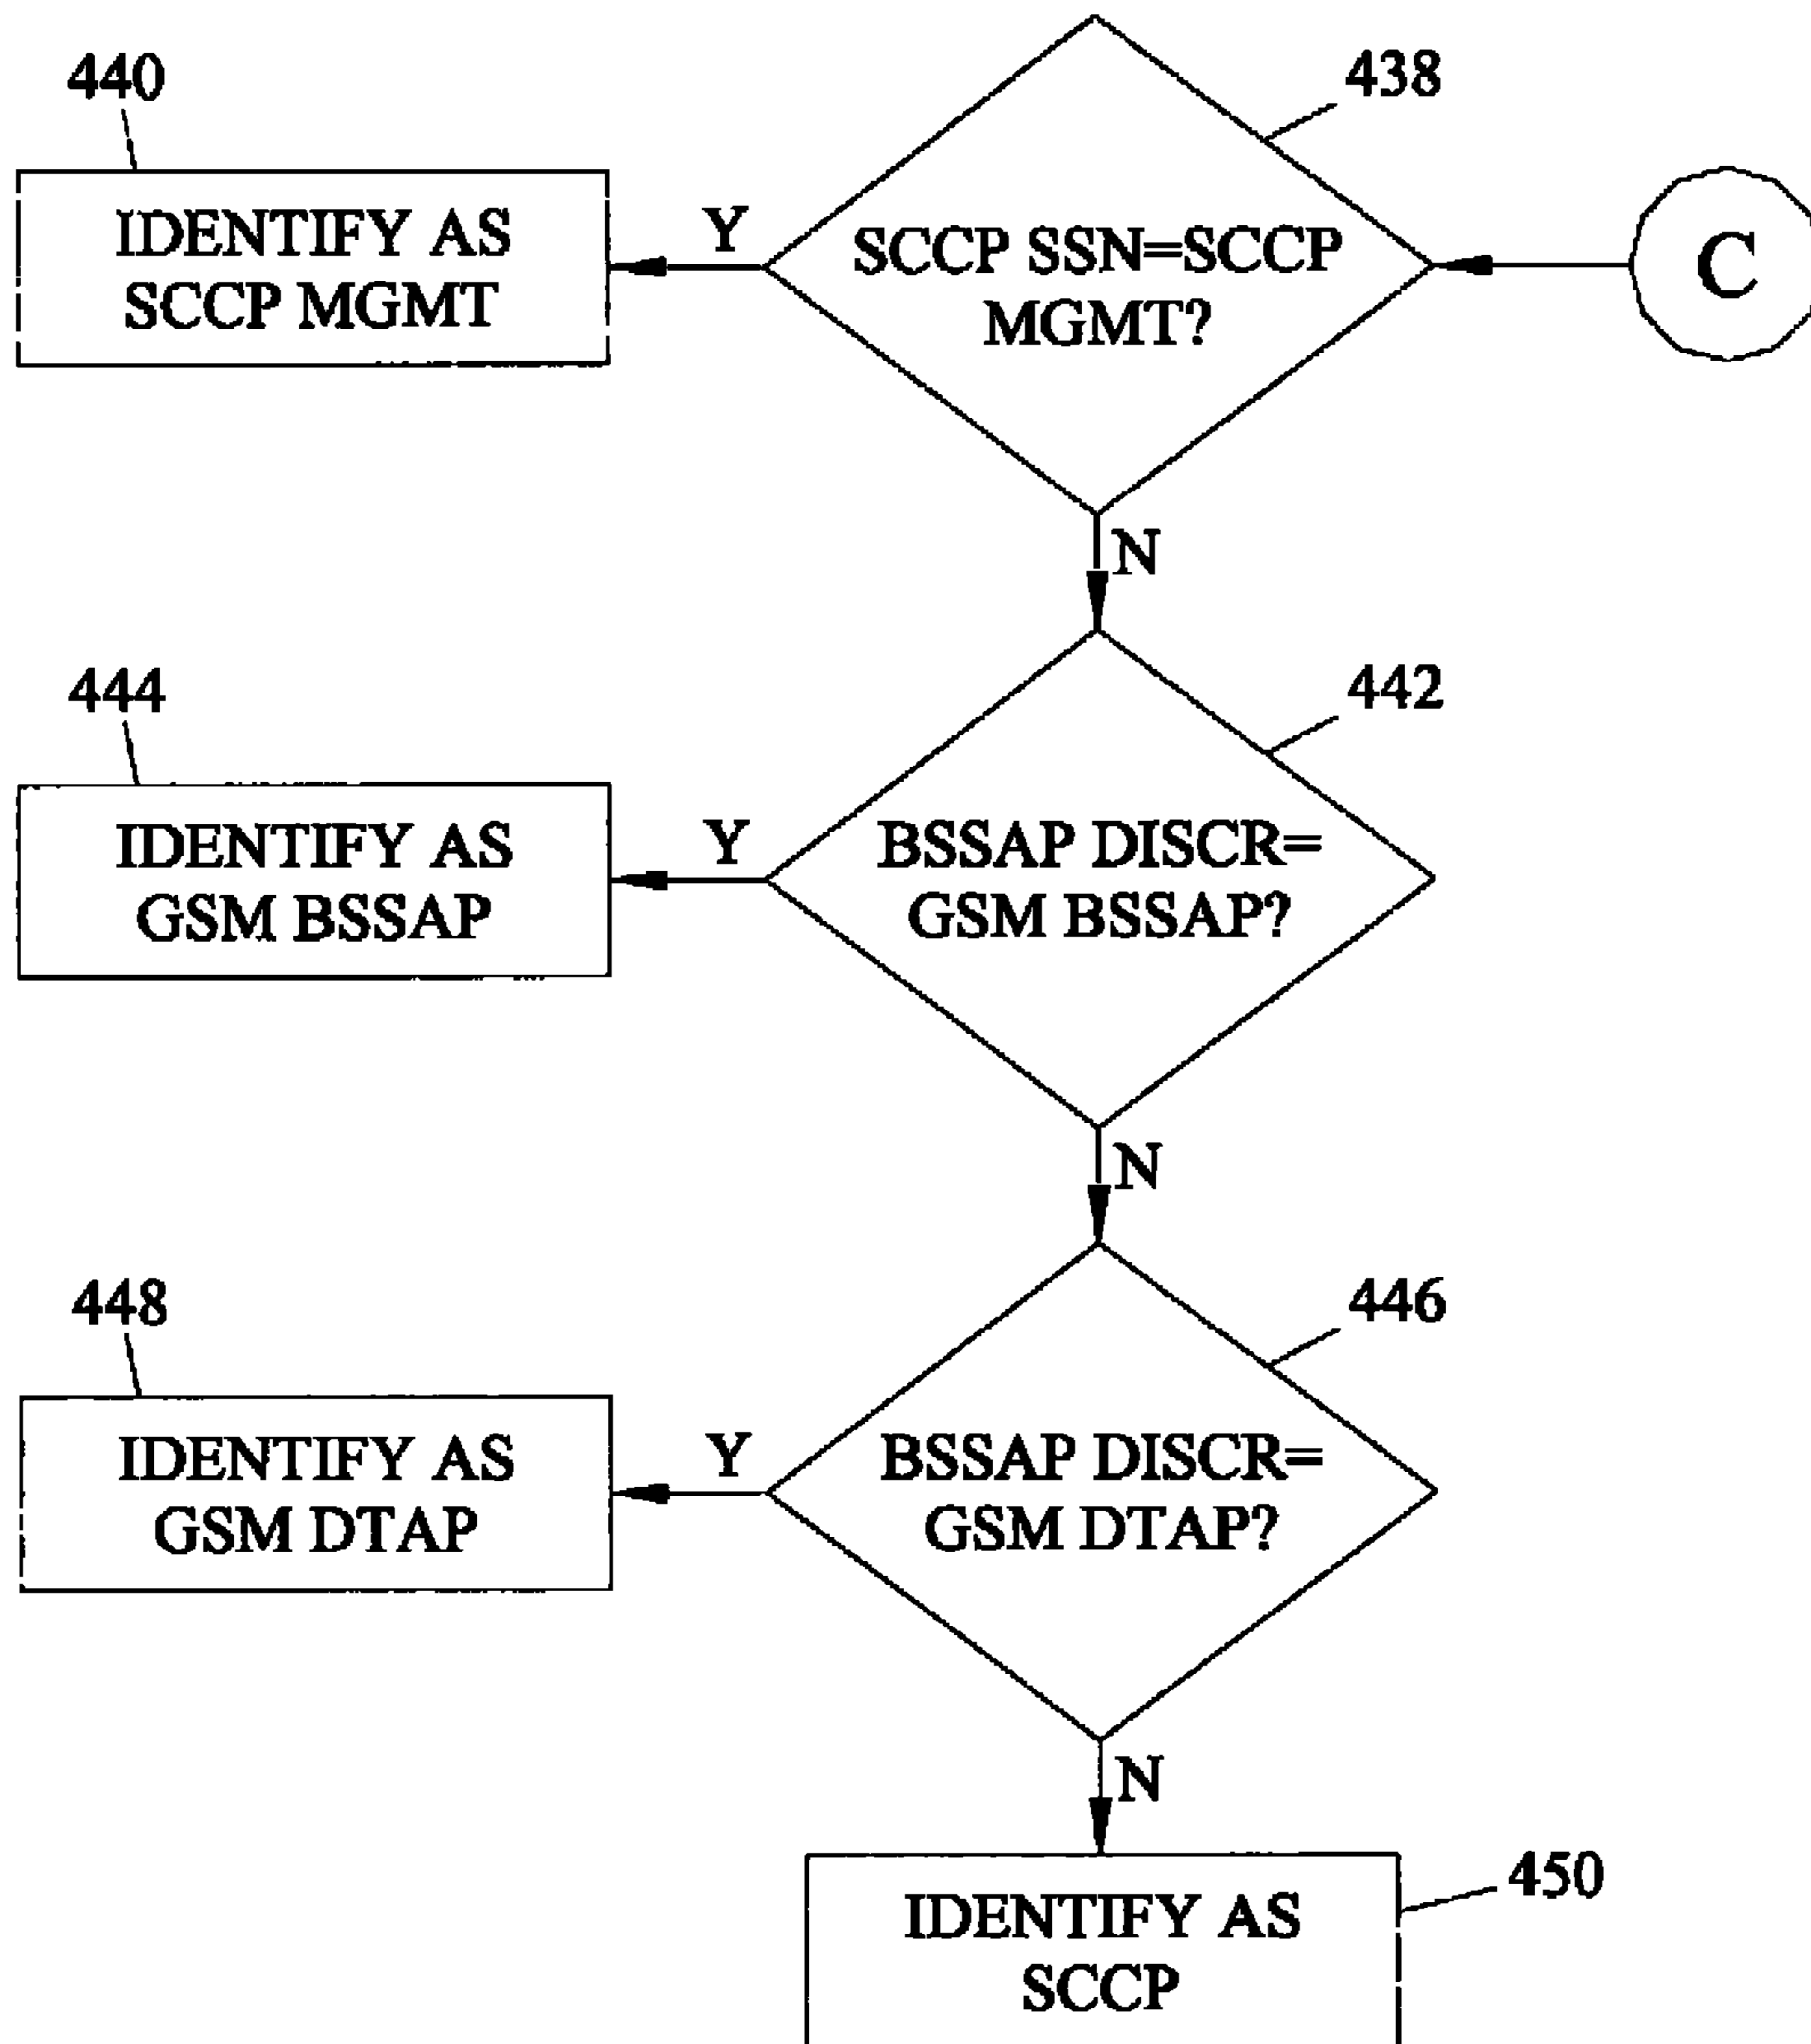 440
438
IDENTIFY AS
SCCP MGMT
Y
SCCP SSN=SCCP
MGMT?
C
N
444
442
IDENTIFY AS
GSM BSSAP
Y
BSSAP DISCR=
GSM BSSAP?
N
448
446
IDENTIFY AS
GSM DTAP
Y
BSSAP DISCR=
GSM DTAP?
N
450
IDENTIFY AS
SCCP